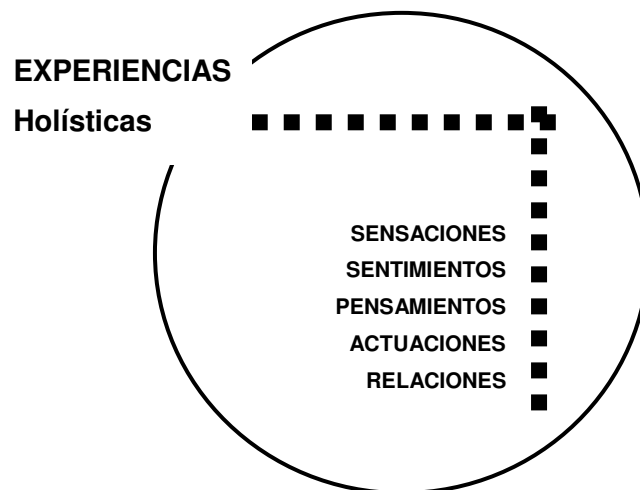 EXPERIENCIAS
Holísticas
SENSACIONES
SENTIMIENTOS
PENSAMIENTOS
ACTUACIONES
RELACIONES